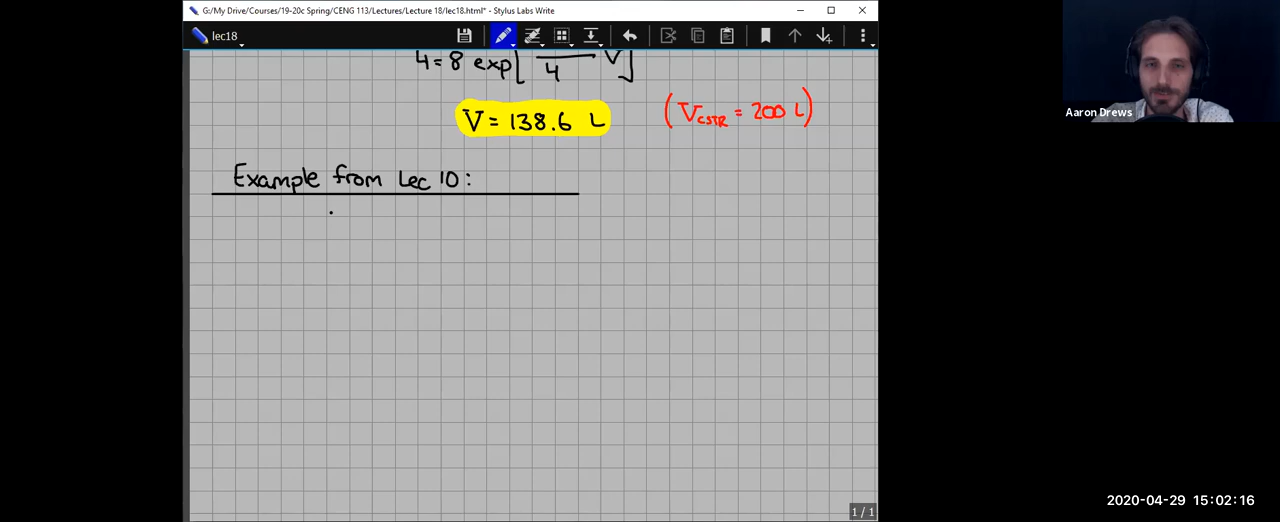 G:/My Drive/Courses/19-20c Spring/CENG 113/Lectures/Lecture 18/lec18.html* - Stylus Labs Write
lec18
4 = 8 exp[ ― V ]
4
V = 138.6 L
(V_CSTR = 200 L)
Example from Lec 10:
1 / 1
Aaron Drews
2020-04-29 15:02:16